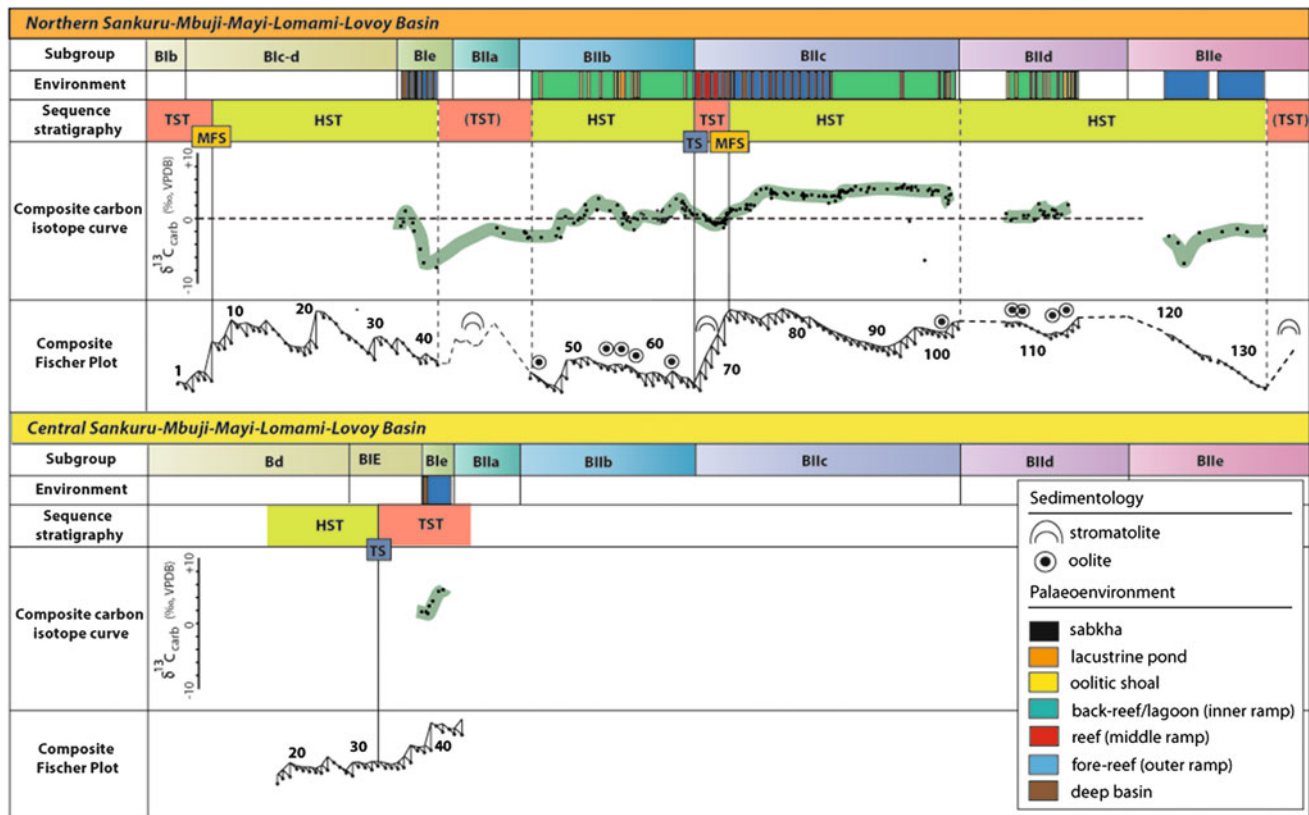 Northern Sankuru-Mbuji-Mayi-Lomami-Lovoy Basin
Subgroup BIb BIc-d BIe BIIa BIIb BIIc BIId BIIe
Environment
Sequence
stratigraphy
TST HST (TST) HST TST HST HST (TST)
MFS TS MFS
Composite carbon
isotope curve
δ13Ccarb (‰, VPDB)
+10
0
-10
Composite
Fischer Plot
1 10 20 30 40 50 60 70 80 90 100 110 120 130
Central Sankuru-Mbuji-Mayi-Lomami-Lovoy Basin
Subgroup Bd BIE BIe BIIa BIIb BIIc BIId BIIe
Environment
Sequence
stratigraphy
HST TST
TS
Composite carbon
isotope curve
δ13Ccarb (‰, VPDB)
+10
0
-10
Composite
Fischer Plot
20 30 40
Sedimentology
stromatolite
oolite
Palaeoenvironment
sabkha
lacustrine pond
oolitic shoal
back-reef/lagoon (inner ramp)
reef (middle ramp)
fore-reef (outer ramp)
deep basin